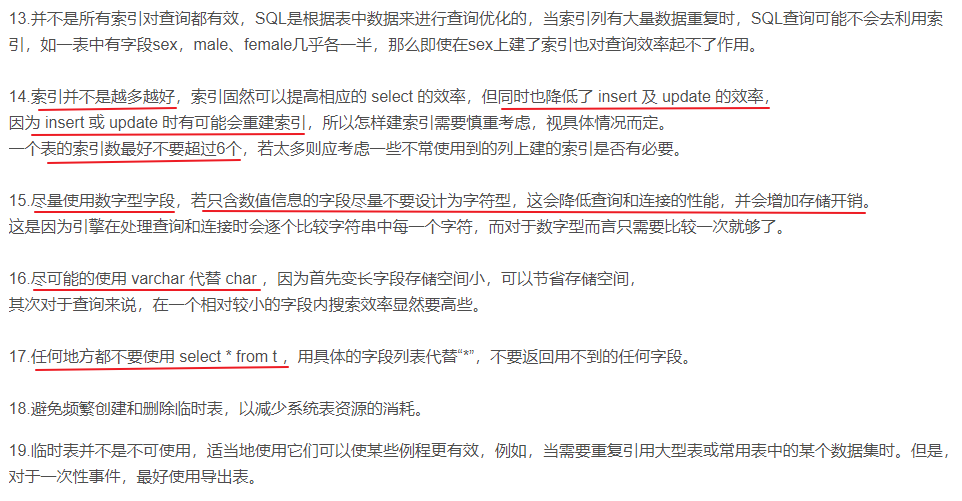 13.并不是所有索引对查询都有效，SQL是根据表中数据来进行查询优化的，当索引列有大量数据重复时，SQL查询可能不会去利用索
引，如一表中有字段sex，male、female几乎各一半，那么即使在sex上建了索引也对查询效率起不了作用。
14.索引并不是越多越好，索引固然可以提高相应的 select 的效率，但同时也降低了 insert 及 update 的效率，
因为 insert 或 update 时有可能会重建索引，所以怎样建索引需要慎重考虑，视具体情况而定。
一个表的索引数最好不要超过6个，若太多则应考虑一些不常使用到的列上建的索引是否有必要。
15.尽量使用数字型字段，若只含数值信息的字段尽量不要设计为字符型，这会降低查询和连接的性能，并会增加存储开销。
这是因为引擎在处理查询和连接时会逐个比较字符串中每一个字符，而对于数字型而言只需要比较一次就够了。
16.尽可能的使用 varchar 代替 char ，因为首先变长字段存储空间小，可以节省存储空间，
其次对于查询来说，在一个相对较小的字段内搜索效率显然要高些。
17.任何地方都不要使用 select * from t ，用具体的字段列表代替“*”，不要返回用不到的任何字段。
18.避免频繁创建和删除临时表，以减少系统表资源的消耗。
19.临时表并不是不可使用，适当地使用它们可以使某些例程更有效，例如，当需要重复引用大型表或常用表中的某个数据集时。但是，
对于一次性事件，最好使用导出表。